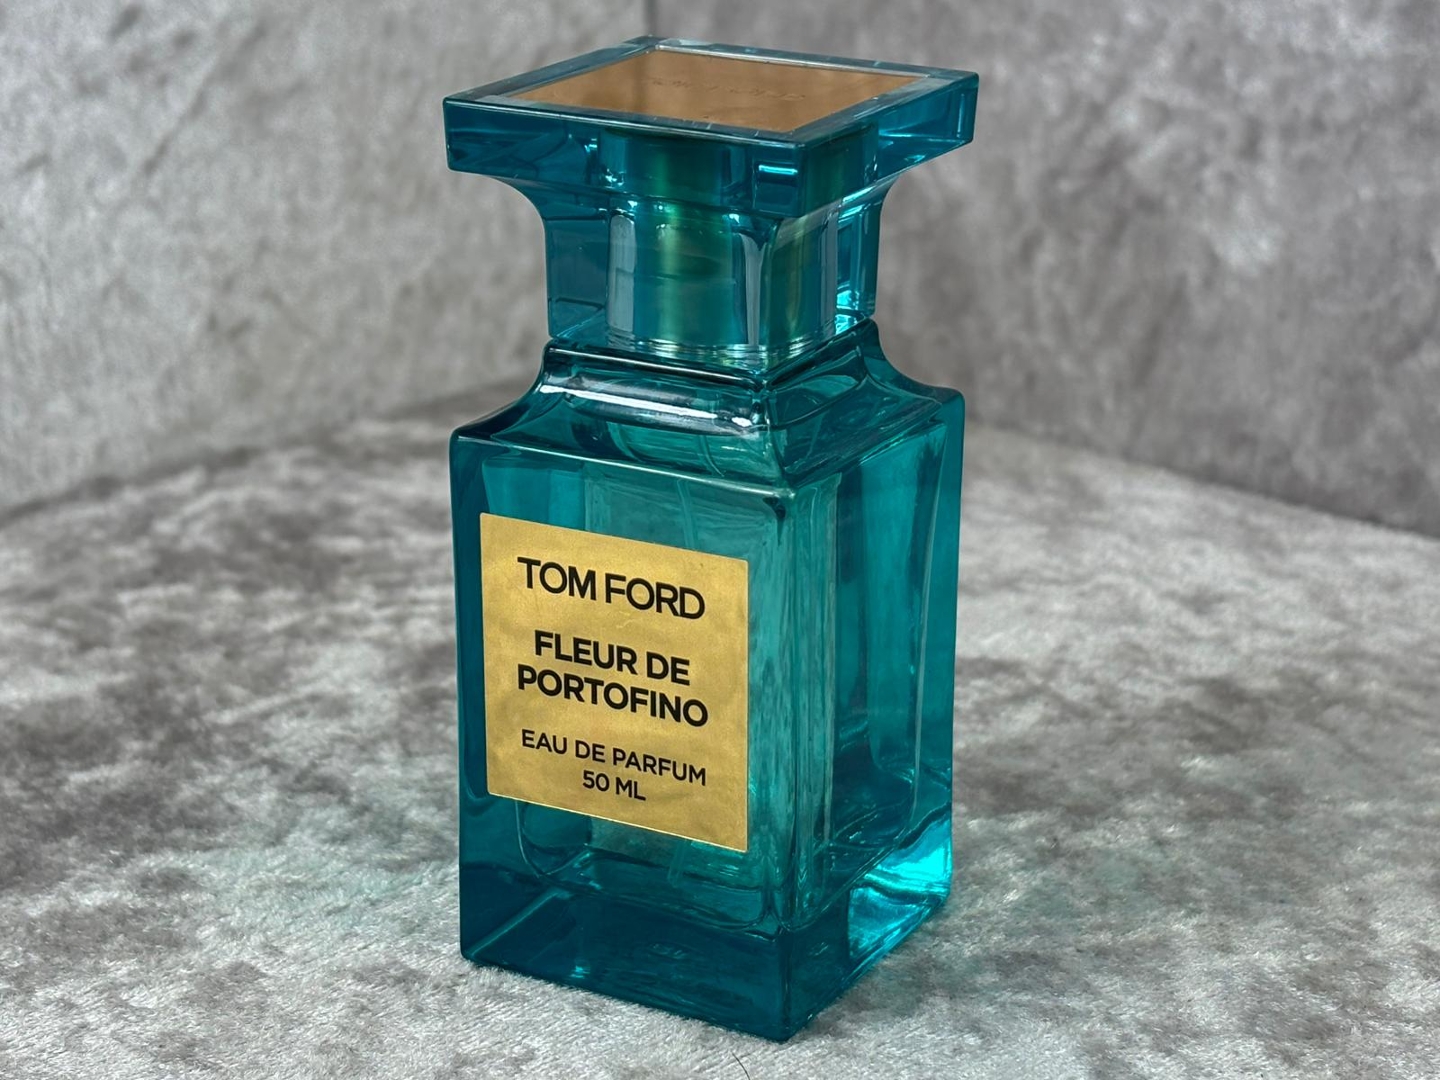 TOM FORD
FLEUR DE
PORTOFINO
EAU DE PARFUM
50 ML